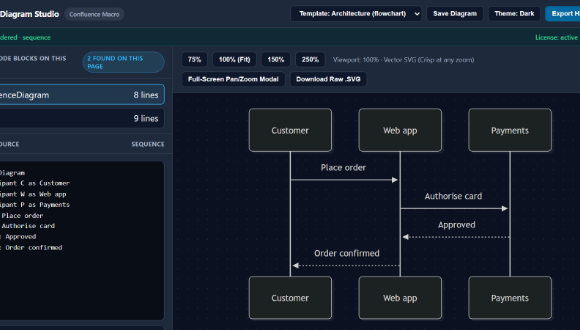 Diagram Studio
Confluence Macro
Template: Architecture (flowchart)
Save Diagram
Theme: Dark
Export H
dered · sequence
License: active
ODE BLOCKS ON THIS
2 FOUND ON THIS
PAGE
enceDiagram
8 lines
9 lines
OURCE
SEQUENCE
Diagram
ipant C as Customer
ipant W as Web app
ipant P as Payments
Place order
Authorise card
: Approved
: Order confirmed
75%
100% (Fit)
150%
250%
Viewport: 100% · Vector SVG (Crisp at any zoom)
Full-Screen Pan/Zoom Modal
Download Raw .SVG
Customer
Web app
Payments
Place order
Authorise card
Approved
Order confirmed
Customer
Web app
Payments